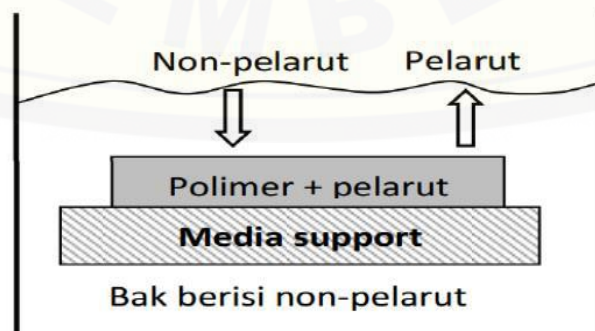 Non-pelarut Pelarut
Polimer + pelarut
Media support
Bak berisi non-pelarut